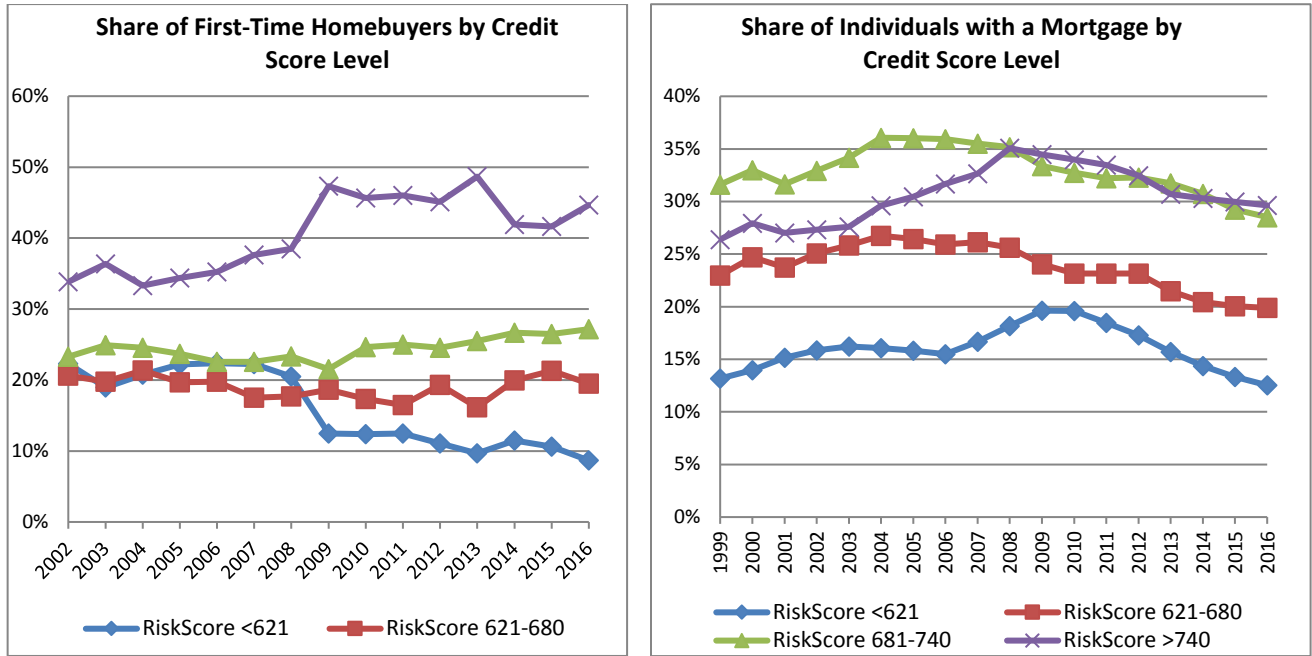 Share of First-Time Homebuyers by Credit
Score Level
60%
50%
40%
30%
20%
10%
0%
2002 2003 2004 2005 2006 2007 2008 2009 2010 2011 2012 2013 2014 2015 2016
RiskScore <621 RiskScore 621-680
Share of Individuals with a Mortgage by
Credit Score Level
40%
35%
30%
25%
20%
15%
10%
5%
0%
1999 2000 2001 2002 2003 2004 2005 2006 2007 2008 2009 2010 2011 2012 2013 2014 2015 2016
RiskScore <621 RiskScore 621-680
RiskScore 681-740 RiskScore >740